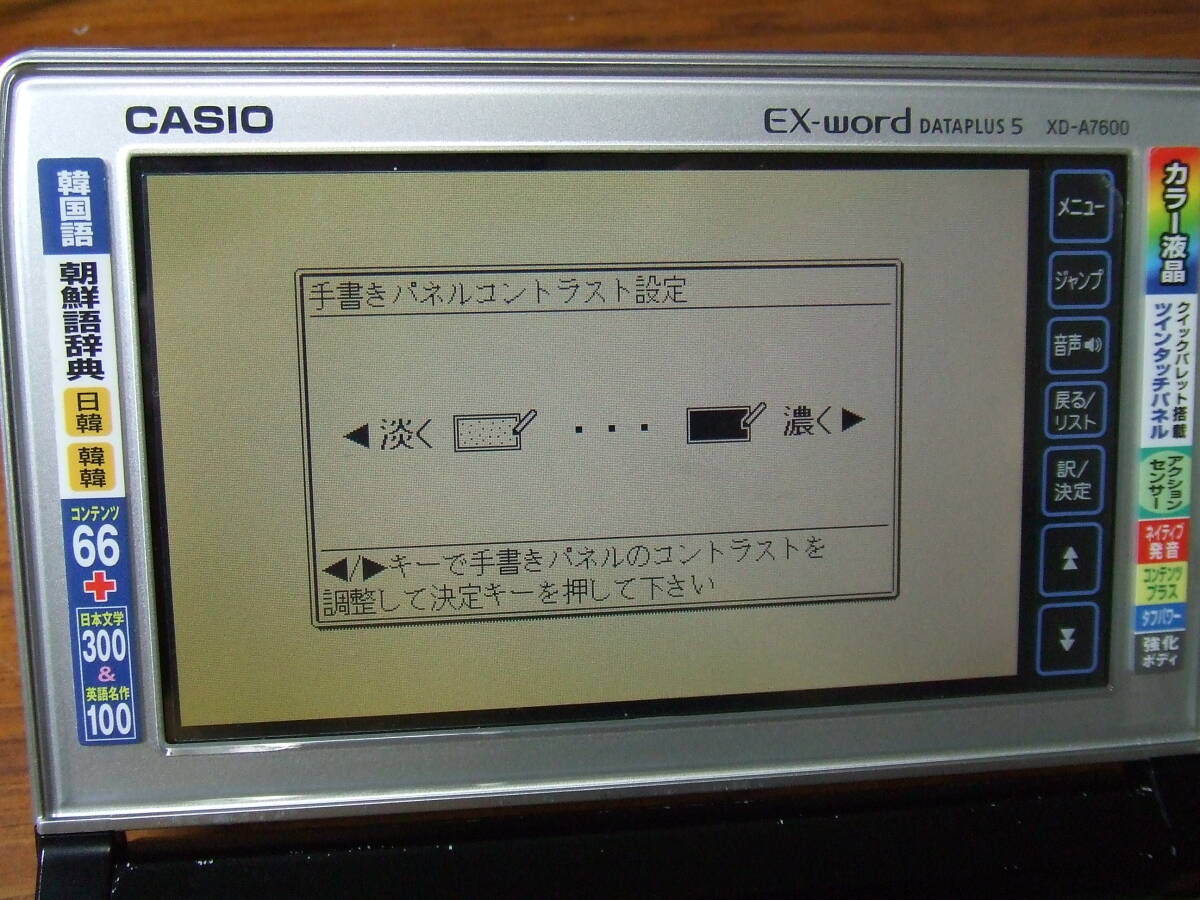 CASIO
EX-word DATAPLUS 5 XD-A7600
韓国語
朝鮮語辞典
日韓
韓韓
コンテンツ
66
+
日本文学
300
&
英語名作
100
手書きパネルコントラスト設定
◀淡く ・・・ 濃く▶
◀/▶キーで手書きパネルのコントラストを
調整して決定キーを押して下さい
メニュー
ジャンプ
音声
戻る/
リスト
訳/
決定
カラー液晶
クイックパレット搭載
ツインタッチパネル
アクション
センサー
ネイティブ
発音
コンテンツ
プラス
タフパワー
強化
ボディ